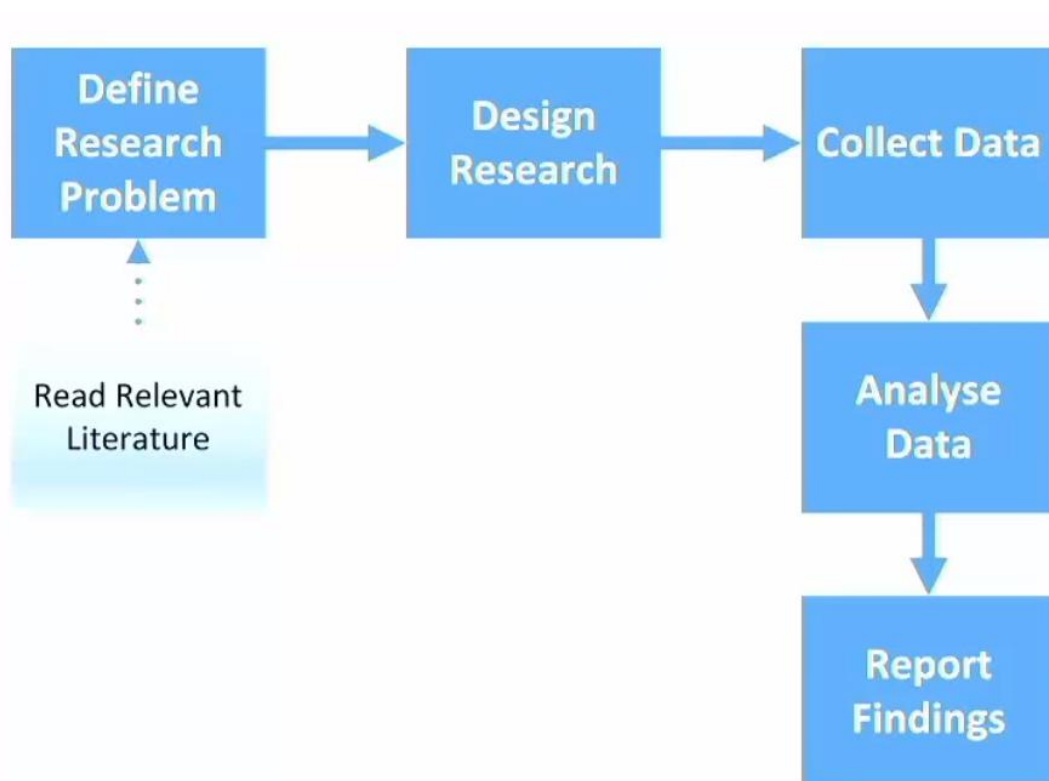 Define
Research
Problem
Design
Research
Collect Data
Read Relevant
Literature
Analyse
Data
Report
Findings